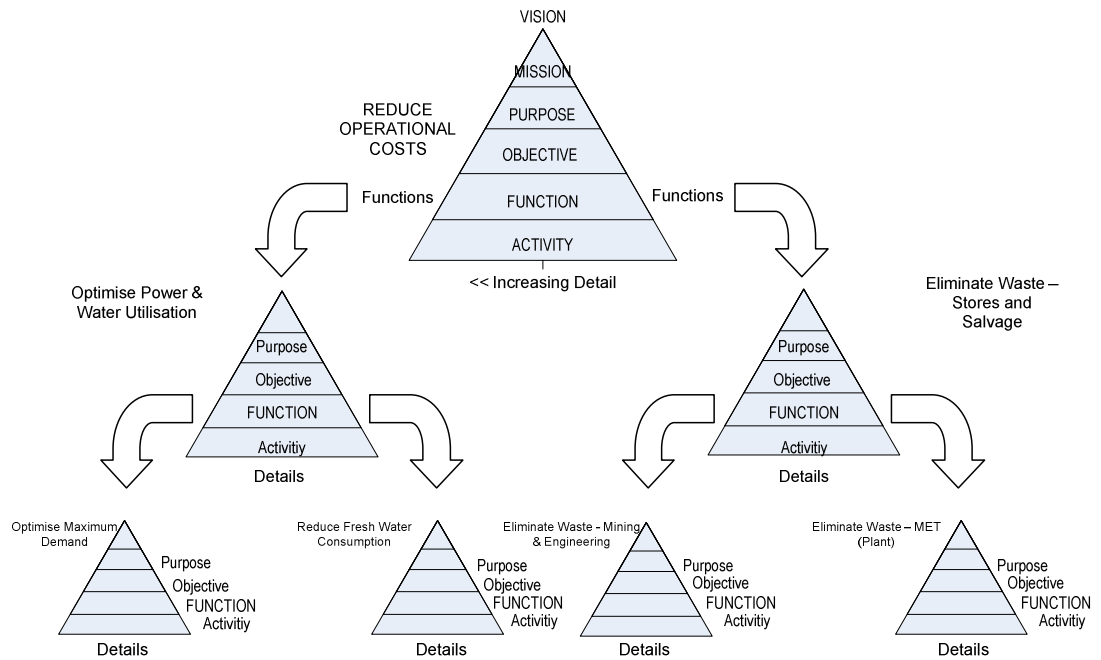 VISION
MISSION
PURPOSE
OBJECTIVE
FUNCTION
ACTIVITY
REDUCE
OPERATIONAL
COSTS
Functions
Functions
<< Increasing Detail
Optimise Power &
Water Utilisation
Purpose
Objective
FUNCTION
Activitiy
Details
Eliminate Waste –
Stores and
Salvage
Purpose
Objective
FUNCTION
Activitiy
Details
Optimise Maximum
Demand
Purpose
Objective
FUNCTION
Activitiy
Details
Reduce Fresh Water
Consumption
Purpose
Objective
FUNCTION
Activitiy
Details
Eliminate Waste - Mining
& Engineering
Purpose
Objective
FUNCTION
Activitiy
Details
Eliminate Waste – MET
(Plant)
Purpose
Objective
FUNCTION
Activitiy
Details